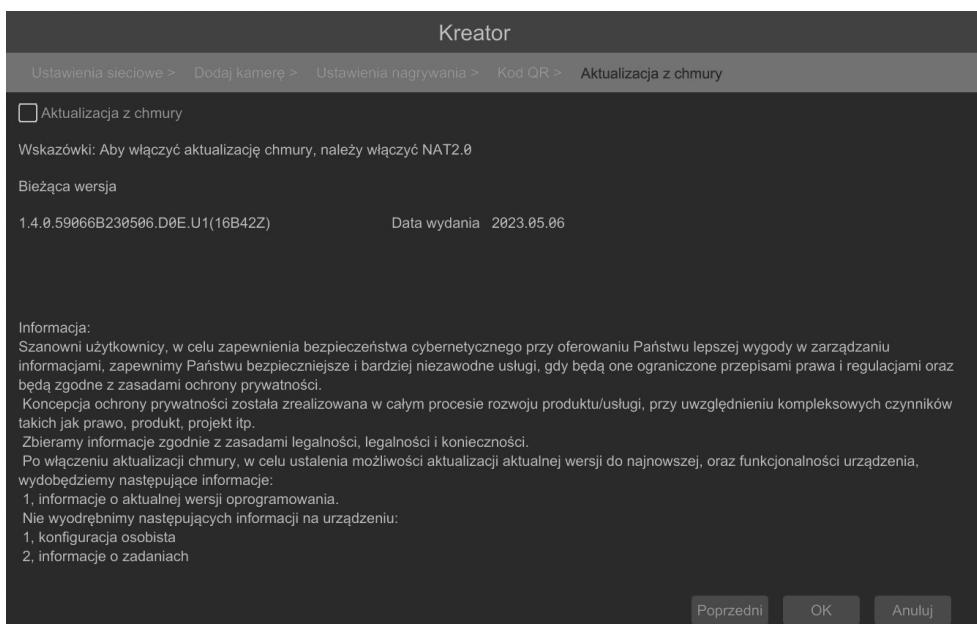 Kreator
Ustawienia sieciowe > Dodaj kamerę > Ustawienia nagrywania > Kod QR > Aktualizacja z chmury
Aktualizacja z chmury
Wskazówki: Aby włączyć aktualizację chmury, należy włączyć NAT2.0
Bieżąca wersja
1.4.0.59066B230506.D0E.U1(16B42Z) Data wydania 2023.05.06
Informacja:
Szanowni użytkownicy, w celu zapewnienia bezpieczeństwa cybernetycznego przy oferowaniu Państwu lepszej wygody w zarządzaniu
informacjami, zapewnimy Państwu bezpieczniejsze i bardziej niezawodne usługi, gdy będą one ograniczone przepisami prawa i regulacjami oraz
będą zgodne z zasadami ochrony prywatności.
Koncepcja ochrony prywatności została zrealizowana w całym procesie rozwoju produktu/usługi, przy uwzględnieniu kompleksowych czynników
takich jak prawo, produkt, projekt itp.
Zbieramy informacje zgodnie z zasadami legalności, legalności i konieczności.
Po włączeniu aktualizacji chmury, w celu ustalenia możliwości aktualizacji aktualnej wersji do najnowszej, oraz funkcjonalności urządzenia,
wydobędziemy następujące informacje:
1, informacje o aktualnej wersji oprogramowania.
Nie wyodrębnimy następujących informacji na urządzeniu:
1, konfiguracja osobista
2, informacje o zadaniach
Poprzedni OK Anuluj